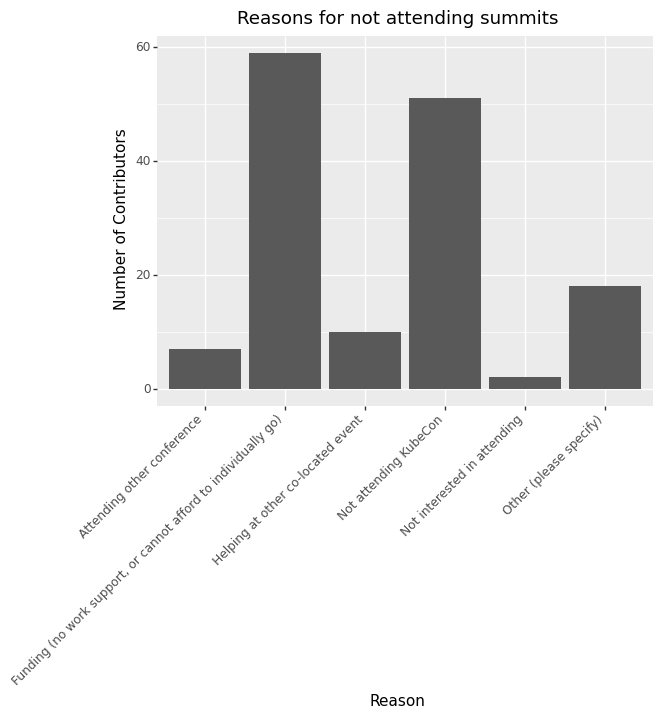 Reasons for not attending summits
Number of Contributors
60
40
20
0
Attending other conference
Funding (no work support, or cannot afford to individually go)
Helping at other co-located event
Not attending KubeCon
Not interested in attending
Other (please specify)
Reason